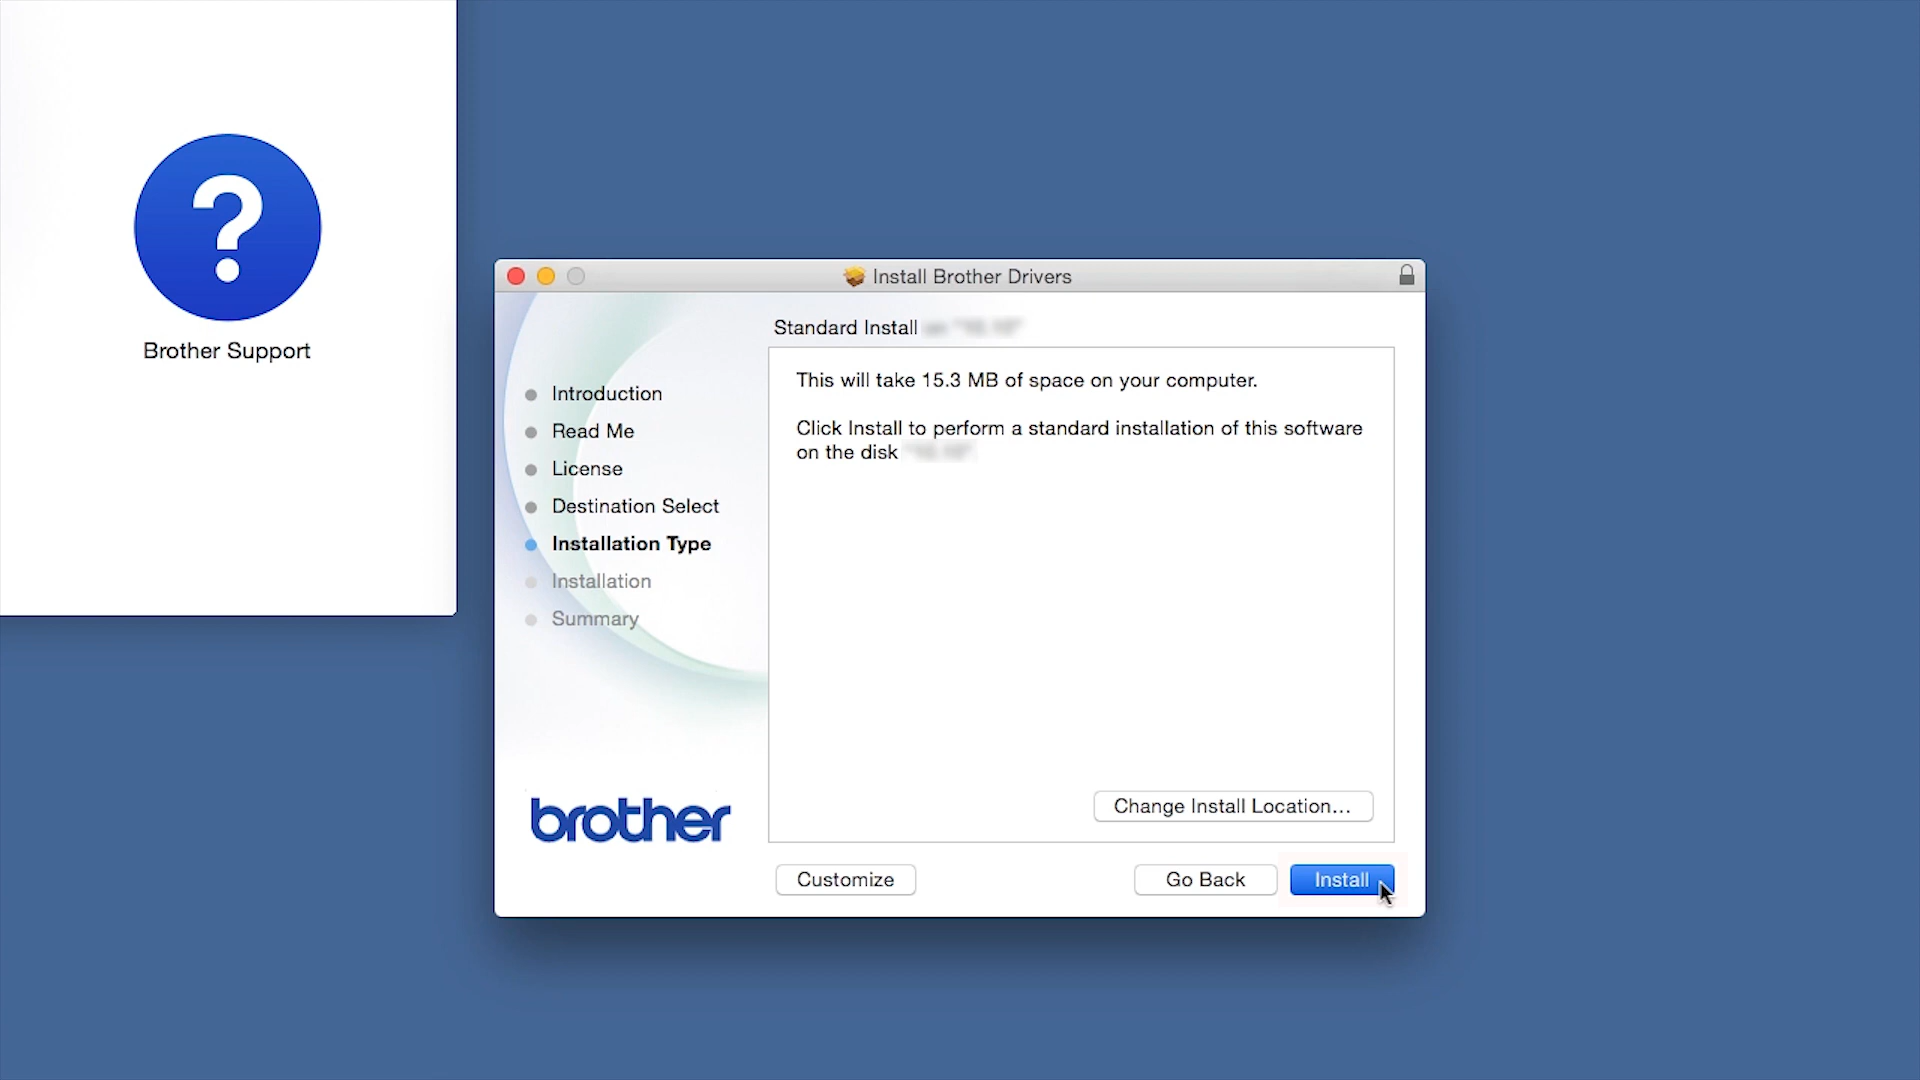 Brother Support
Install Brother Drivers
Standard Install
Introduction
Read Me
License
Destination Select
Installation Type
Installation
Summary
This will take 15.3 MB of space on your computer.
Click Install to perform a standard installation of this software
on the disk
Change Install Location...
brother
Customize
Go Back
Install